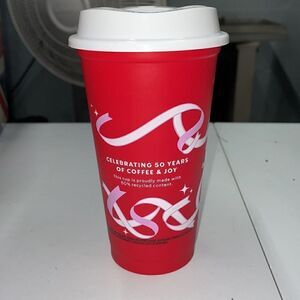 CELEBRATING 50 YEARS
OF COFFEE & JOY
this cup is proudly made with
50% recycled content.